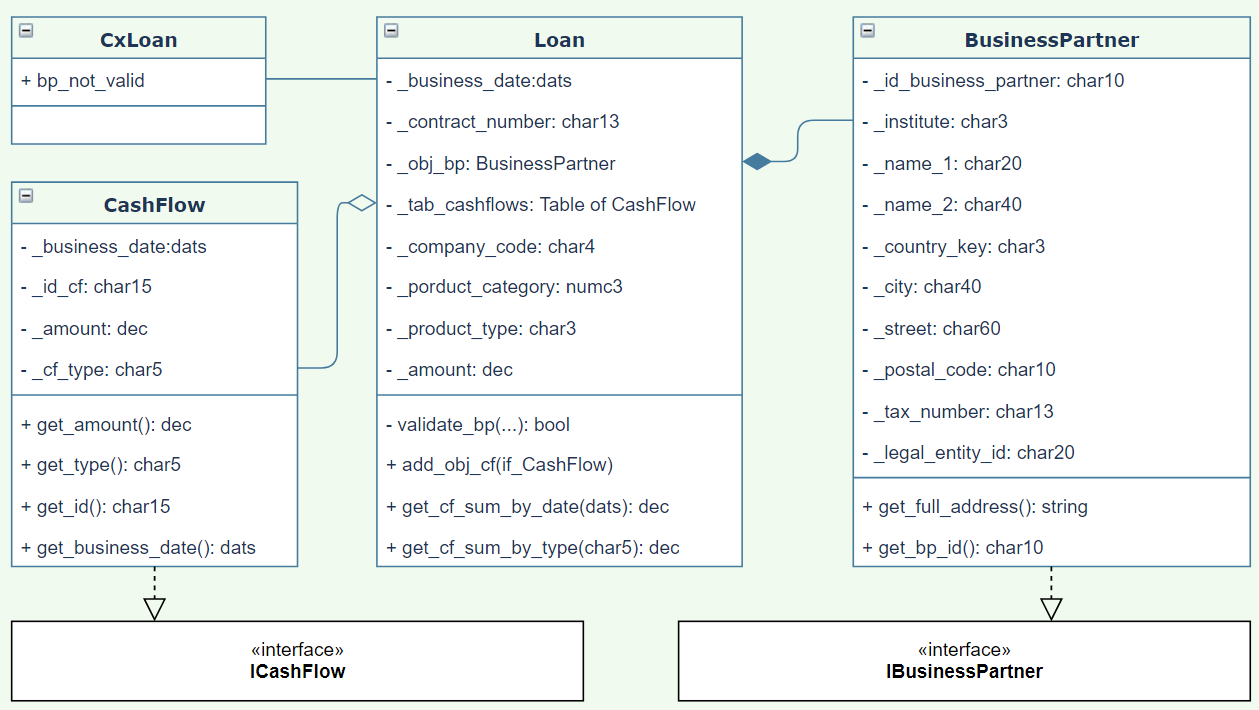 CxLoan
+ bp_not_valid
CashFlow
- _business_date:dats
- _id_cf: char15
- _amount: dec
- _cf_type: char5
+ get_amount(): dec
+ get_type(): char5
+ get_id(): char15
+ get_business_date(): dats
Loan
- _business_date:dats
- _contract_number: char13
- _obj_bp: BusinessPartner
- _tab_cashflows: Table of CashFlow
- _company_code: char4
- _porduct_category: numc3
- _product_type: char3
- _amount: dec
- validate_bp(...): bool
+ add_obj_cf(if_CashFlow)
+ get_cf_sum_by_date(dats): dec
+ get_cf_sum_by_type(char5): dec
BusinessPartner
- _id_business_partner: char10
- _institute: char3
- _name_1: char20
- _name_2: char40
- _country_key: char3
- _city: char40
- _street: char60
- _postal_code: char10
- _tax_number: char13
- _legal_entity_id: char20
+ get_full_address(): string
+ get_bp_id(): char10
«interface»
ICashFlow
«interface»
IBusinessPartner